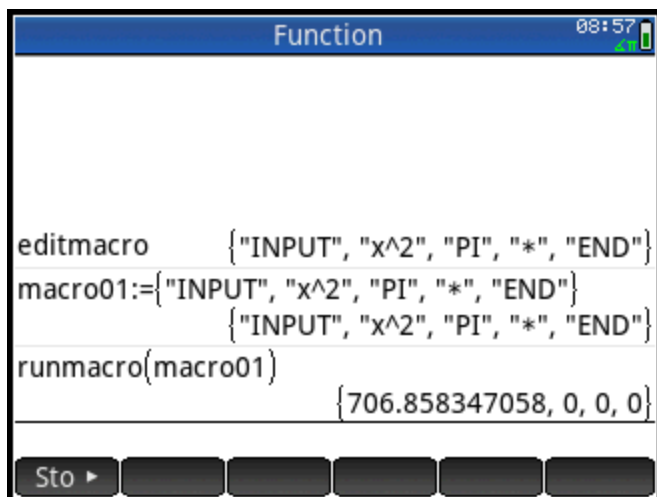 Function
08:57
∡π
editmacro {"INPUT", "x^2", "PI", "*", "END"}
macro01:={"INPUT", "x^2", "PI", "*", "END"}
{"INPUT", "x^2", "PI", "*", "END"}
runmacro(macro01)
{706.858347058, 0, 0, 0}
Sto ▸